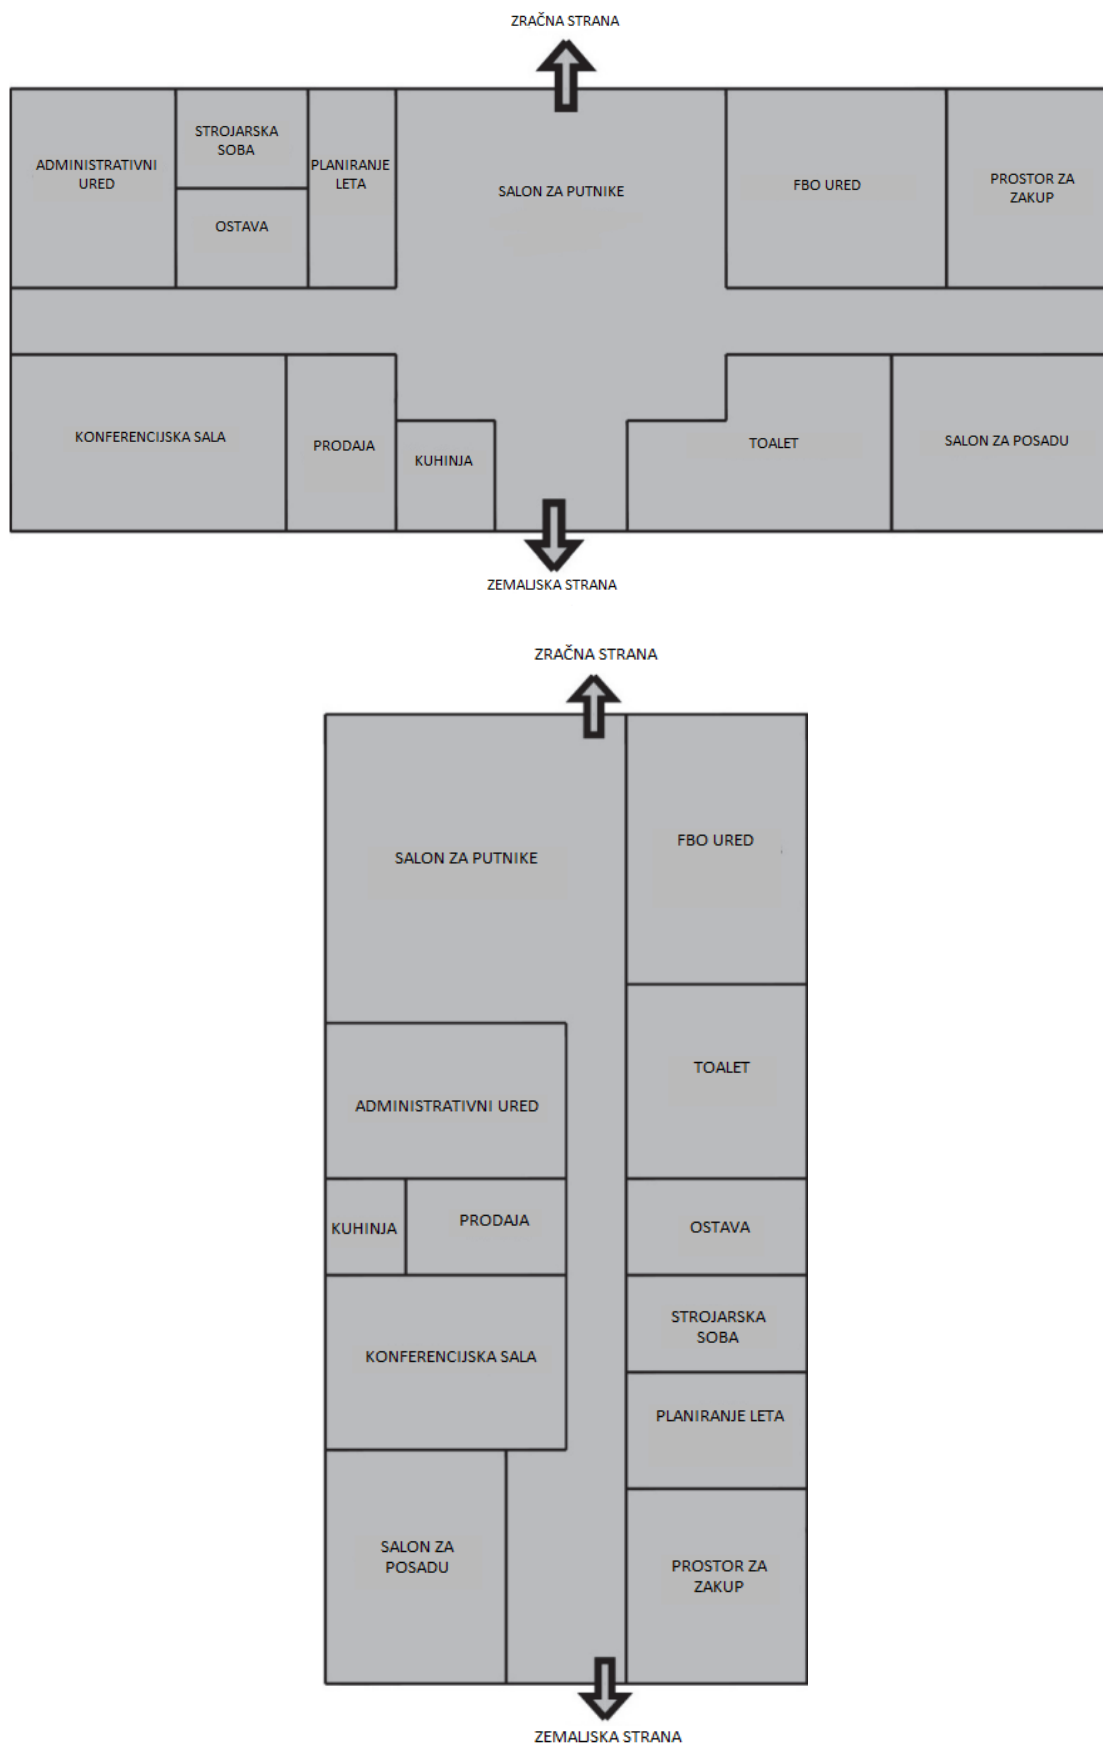 ZRAČNA STRANA
ADMINISTRATIVNI
URED
STROJARSKA
SOBA
OSTAVA
PLANIRANJE
LETA
SALON ZA PUTNIKE
FBO URED
PROSTOR ZA
ZAKUP
KONFERENCIJSKA SALA
PRODAJA
KUHINJA
TOALET
SALON ZA POSADU
ZEMALJSKA STRANA
ZRAČNA STRANA
SALON ZA PUTNIKE
FBO URED
TOALET
ADMINISTRATIVNI URED
KUHINJA
PRODAJA
OSTAVA
STROJARSKA
SOBA
KONFERENCIJSKA SALA
PLANIRANJE LETA
SALON ZA
POSADU
PROSTOR ZA
ZAKUP
ZEMALJSKA STRANA